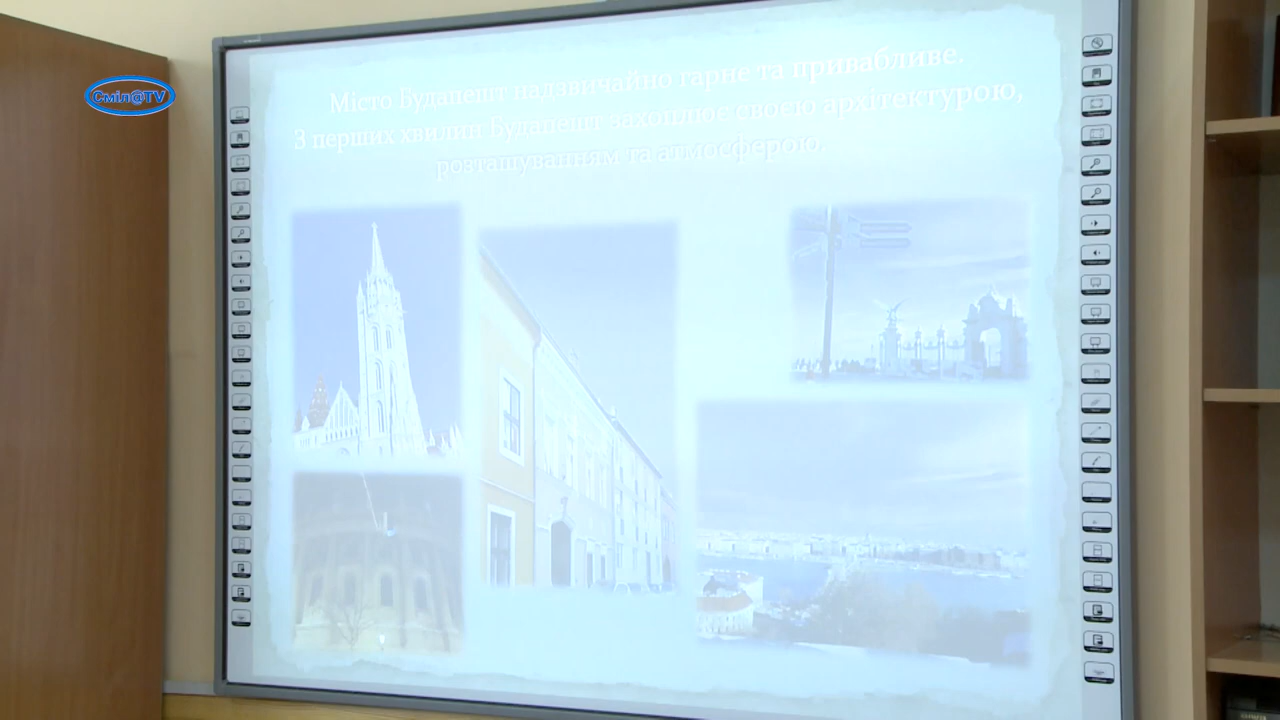 Сміл@TV
Місто Будапешт надзвичайно гарне та привабливе.
З перших хвилин Будапешт захоплює своєю архітектурою,
розташуванням та атмосферою.